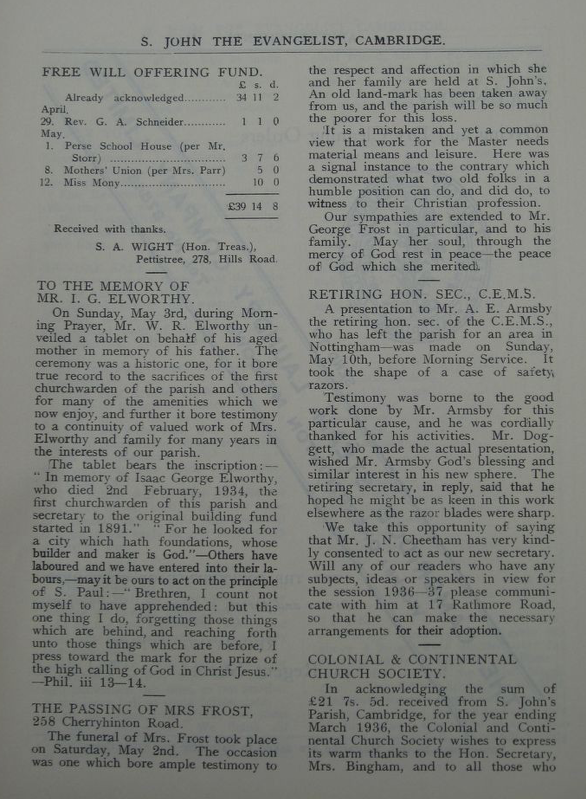 S. JOHN THE EVANGELIST, CAMBRIDGE.
FREE WILL OFFERING FUND.
£ s. d.
Already acknowledged............ 34 11 2
April.
29. Rev. G. A. Schneider............ 1 1 0
May.
1. Perse School House (per Mr.
Storr) .................................. 3 7 6
8. Mothers' Union (per Mrs. Parr) 5 0
12. Miss Mony............................... 10 0
£39 14 8
Received with thanks.
S. A. WIGHT (Hon. Treas.),
Pettistree, 278, Hills Road.
TO THE MEMORY OF
MR. I. G. ELWORTHY.
On Sunday, May 3rd, during Morn-
ing Prayer, Mr. W. R. Elworthy un-
veiled a tablet on behalf of his aged
mother in memory of his father. The
ceremony was a historic one, for it bore
true record to the sacrifices of the first
churchwarden of the parish and others
for many of the amenities which we
now enjoy, and further it bore testimony
to a continuity of valued work of Mrs.
Elworthy and family for many years in
the interests of our parish.
The tablet bears the inscription:—
" In memory of Isaac George Elworthy,
who died 2nd February, 1934, the
first churchwarden of this parish and
secretary to the original building fund
started in 1891." " For he looked for
a city which hath foundations, whose
builder and maker is God."—Others have
laboured and we have entered into their la-
bours,—may it be ours to act on the principle
of S. Paul:—" Brethren, I count not
myself to have apprehended: but this
one thing I do, forgetting those things
which are behind, and reaching forth
unto those things which are before, I
press toward the mark for the prize of
the high calling of God in Christ Jesus."
—Phil. iii 13—14.
THE PASSING OF MRS FROST,
258 Cherryhinton Road.
The funeral of Mrs. Frost took place
on Saturday, May 2nd. The occasion
was one which bore ample testimony to
the respect and affection in which she
and her family are held at S. John's.
An old land-mark has been taken away
from us, and the parish will be so much
the poorer for this loss.
It is a mistaken and yet a common
view that work for the Master needs
material means and leisure. Here was
a signal instance to the contrary which
demonstrated what two old folks in a
humble position can do, and did do, to
witness to their Christian profession.
Our sympathies are extended to Mr.
George Frost in particular, and to his
family. May her soul, through the
mercy of God rest in peace—the peace
of God which she merited.
RETIRING HON. SEC., C.E.M.S.
A presentation to Mr. A. E. Armsby
the retiring hon. sec. of the C.E.M.S.,
who has left the parish for an area in
Nottingham—was made on Sunday,
May 10th, before Morning Service. It
took the shape of a case of safety
razors.
Testimony was borne to the good
work done by Mr. Armsby for this
particular cause, and he was cordially
thanked for his activities. Mr. Dog-
gett, who made the actual presentation,
wished Mr. Armsby God's blessing and
similar interest in his new sphere. The
retiring secretary, in reply, said that he
hoped he might be as keen in this work
elsewhere as the razor blades were sharp.
We take this opportunity of saying
that Mr. J. N. Cheetham has very kind-
ly consented to act as our new secretary.
Will any of our readers who have any
subjects, ideas or speakers in view for
the session 1936—37 please communi-
cate with him at 17 Rathmore Road,
so that he can make the necessary
arrangements for their adoption.
COLONIAL & CONTINENTAL
CHURCH SOCIETY.
In acknowledging the sum of
£21 7s. 5d. received from S. John's
Parish, Cambridge, for the year ending
March 1936, the Colonial and Conti-
nental Church Society wishes to express
its warm thanks to the Hon. Secretary,
Mrs. Bingham, and to all those who